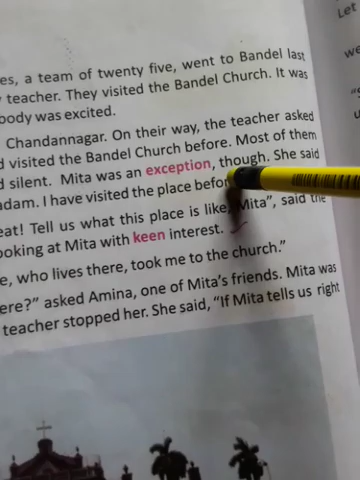 es, a team of twenty five, went to Bandel last
teacher. They visited the Bandel Church. It was
body was excited.
Chandannagar. On their way, the teacher asked
d visited the Bandel Church before. Most of them
d silent. Mita was an exception, though. She said
adam. I have visited the place before
eat! Tell us what this place is like, Mita", said the
ooking at Mita with keen interest.
e, who lives there, took me to the church."
ere?" asked Amina, one of Mita's friends. Mita was
teacher stopped her. She said, "If Mita tells us right
Let
we
"S